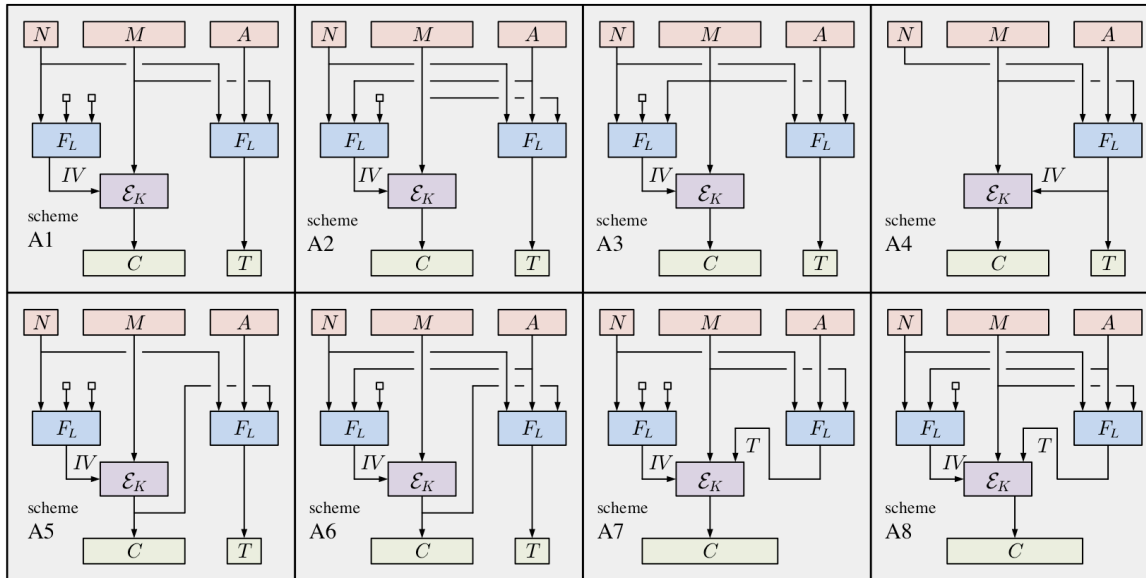 N M A
F_L F_L
IV
ℰ_K
scheme
A1
C T
N M A
F_L F_L
IV
ℰ_K
scheme
A2
C T
N M A
F_L F_L
IV
ℰ_K
scheme
A3
C T
N M A
F_L
IV
ℰ_K
scheme
A4
C T
N M A
F_L F_L
IV
ℰ_K
scheme
A5
C T
N M A
F_L F_L
IV
ℰ_K
scheme
A6
C T
N M A
F_L F_L
T
IV
ℰ_K
scheme
A7
C
N M A
F_L F_L
T
IV
ℰ_K
scheme
A8
C